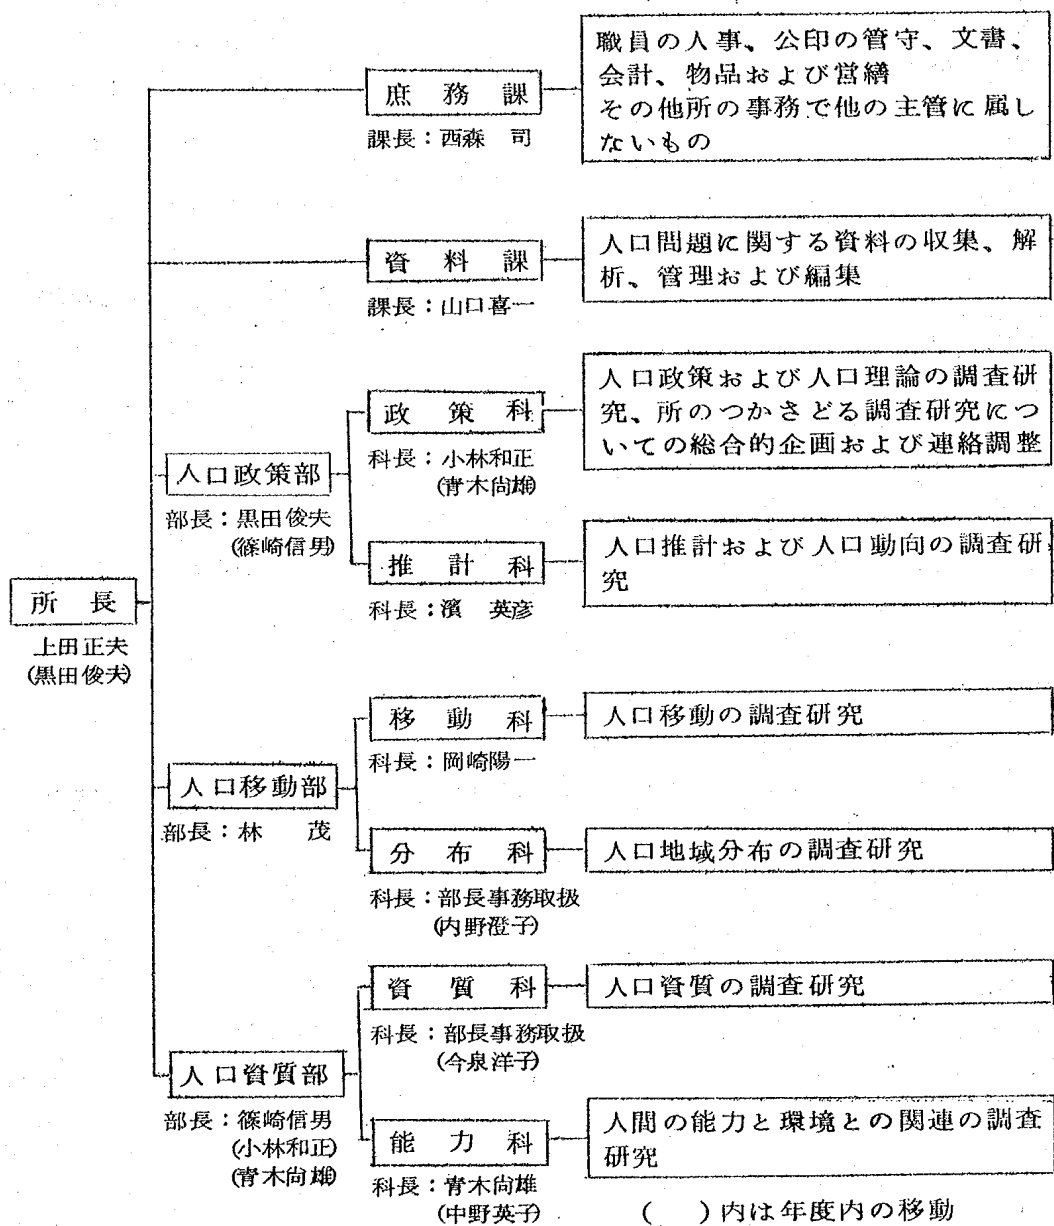 庶務課
課長：西森　司
職員の人事、公印の管守、文書、
会計、物品および営繕
その他所の事務で他の主管に属し
ないもの
資料課
課長：山口喜一
人口問題に関する資料の収集、解
析、管理および編集
政策科
科長：小林和正
(青木尚雄)
人口政策および人口理論の調査研
究、所のつかさどる調査研究につ
いての総合的企画および連絡調整
人口政策部
部長：黒田俊夫
(篠崎信男)
推計科
科長：濱　英彦
人口推計および人口動向の調査研
究
所長
上田正夫
(黒田俊夫)
移動科
科長：岡崎陽一
人口移動の調査研究
人口移動部
部長：林　茂
分布科
科長：部長事務取扱
(内野澄子)
人口地域分布の調査研究
資質科
科長：部長事務取扱
(今泉洋子)
人口資質の調査研究
人口資質部
部長：篠崎信男
(小林和正)
(青木尚雄)
能力科
科長：青木尚雄
(中野英子)
人間の能力と環境との関連の調査
研究
(　)内は年度内の移動